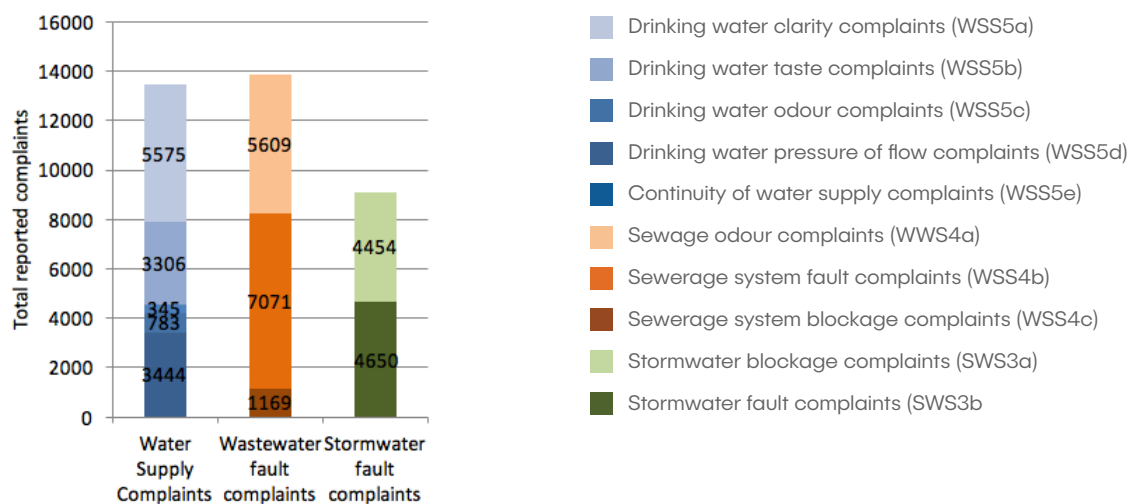 Total reported complaints
16000
14000
12000
10000
8000
6000
4000
2000
0
5575
3306
345
783
3444
5609
7071
1169
4454
4650
Water
Supply
Complaints
Wastewater
fault
complaints
Stormwater
fault
complaints
Drinking water clarity complaints (WSS5a)
Drinking water taste complaints (WSS5b)
Drinking water odour complaints (WSS5c)
Drinking water pressure of flow complaints (WSS5d)
Continuity of water supply complaints (WSS5e)
Sewage odour complaints (WWS4a)
Sewerage system fault complaints (WSS4b)
Sewerage system blockage complaints (WSS4c)
Stormwater blockage complaints (SWS3a)
Stormwater fault complaints (SWS3b